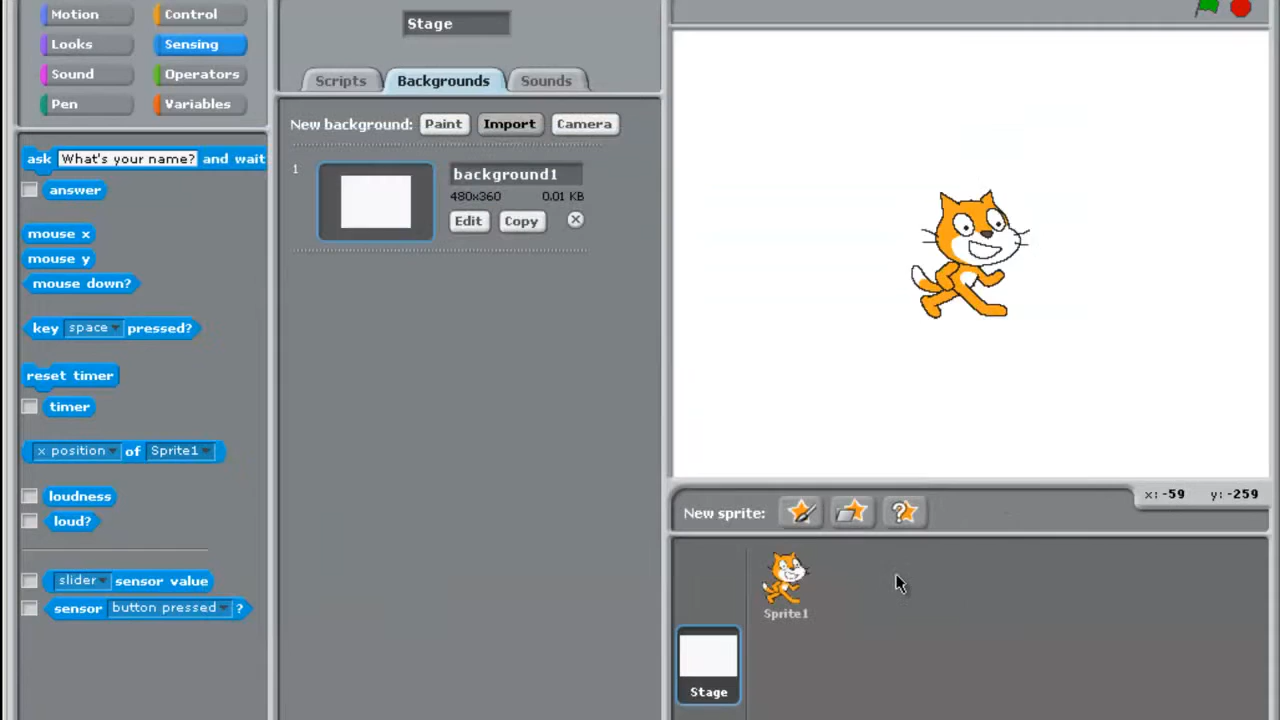 Motion Control
Looks Sensing
Sound Operators
Pen Variables
ask What's your name? and wait
answer
mouse x
mouse y
mouse down?
key space pressed?
reset timer
timer
x position of Sprite1
loudness
loud?
slider sensor value
sensor button pressed ?
Stage
Scripts Backgrounds Sounds
New background: Paint Import Camera
1
background1
480x360 0.01 KB
Edit Copy
x: -59 y: -259
New sprite:
Sprite1
Stage